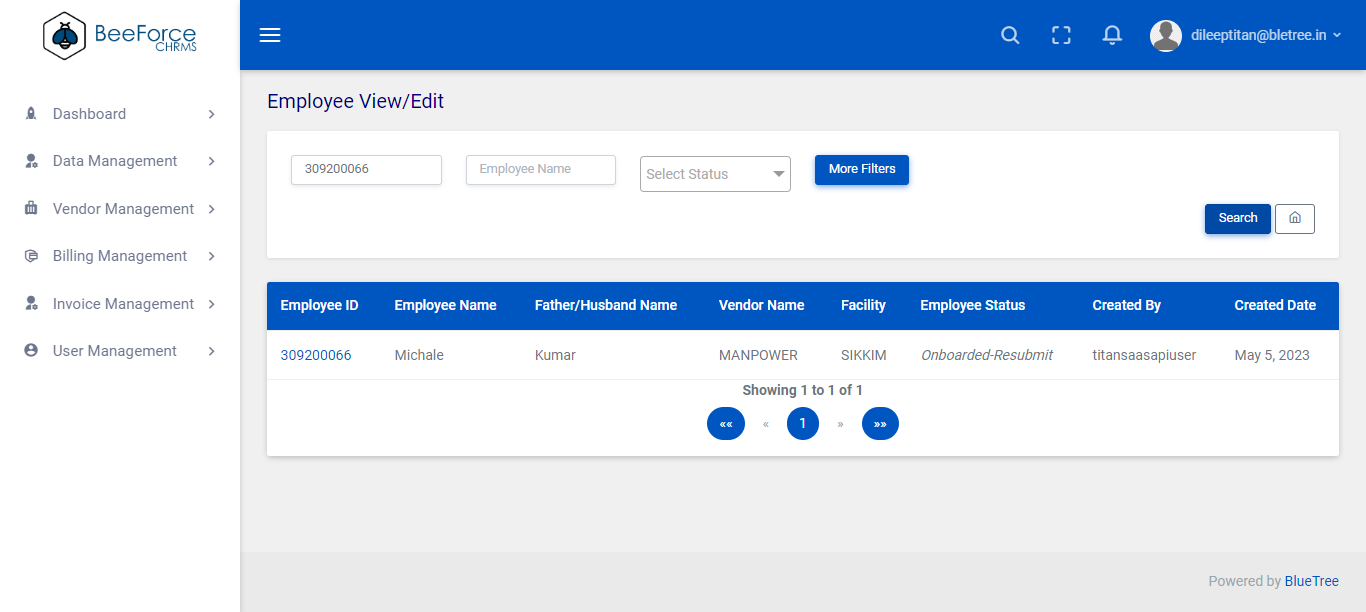 BeeForce
CHRMS
dileeptitan@bletree.in
Dashboard
Data Management
Vendor Management
Billing Management
Invoice Management
User Management
Employee View/Edit
309200066 Employee Name Select Status More Filters
Search
Employee ID Employee Name Father/Husband Name Vendor Name Facility Employee Status Created By Created Date
309200066 Michale Kumar MANPOWER SIKKIM Onboarded-Resubmit titansaasapiuser May 5, 2023
Showing 1 to 1 of 1
«« « 1 » »»
Powered by BlueTree